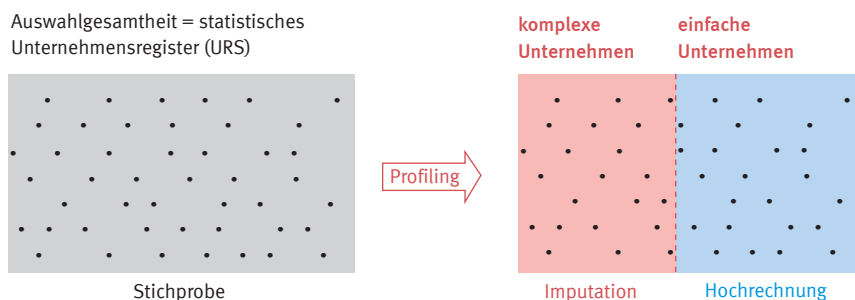 Auswahlgesamtheit = statistisches
Unternehmensregister (URS)
komplexe
Unternehmen
einfache
Unternehmen
Profiling
Stichprobe
Imputation
Hochrechnung